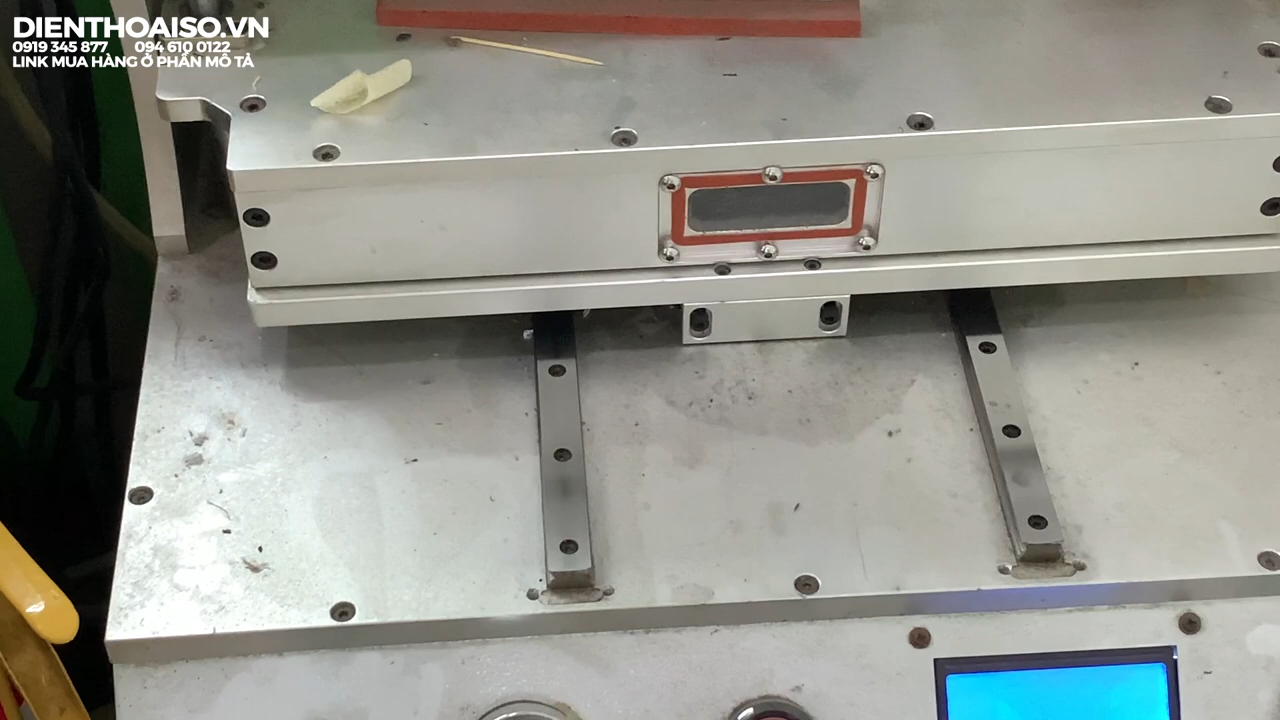 DIENTHOAISO.VN
0919 345 877 094 610 0122
LINK MUA HÀNG Ở PHẦN MÔ TẢ